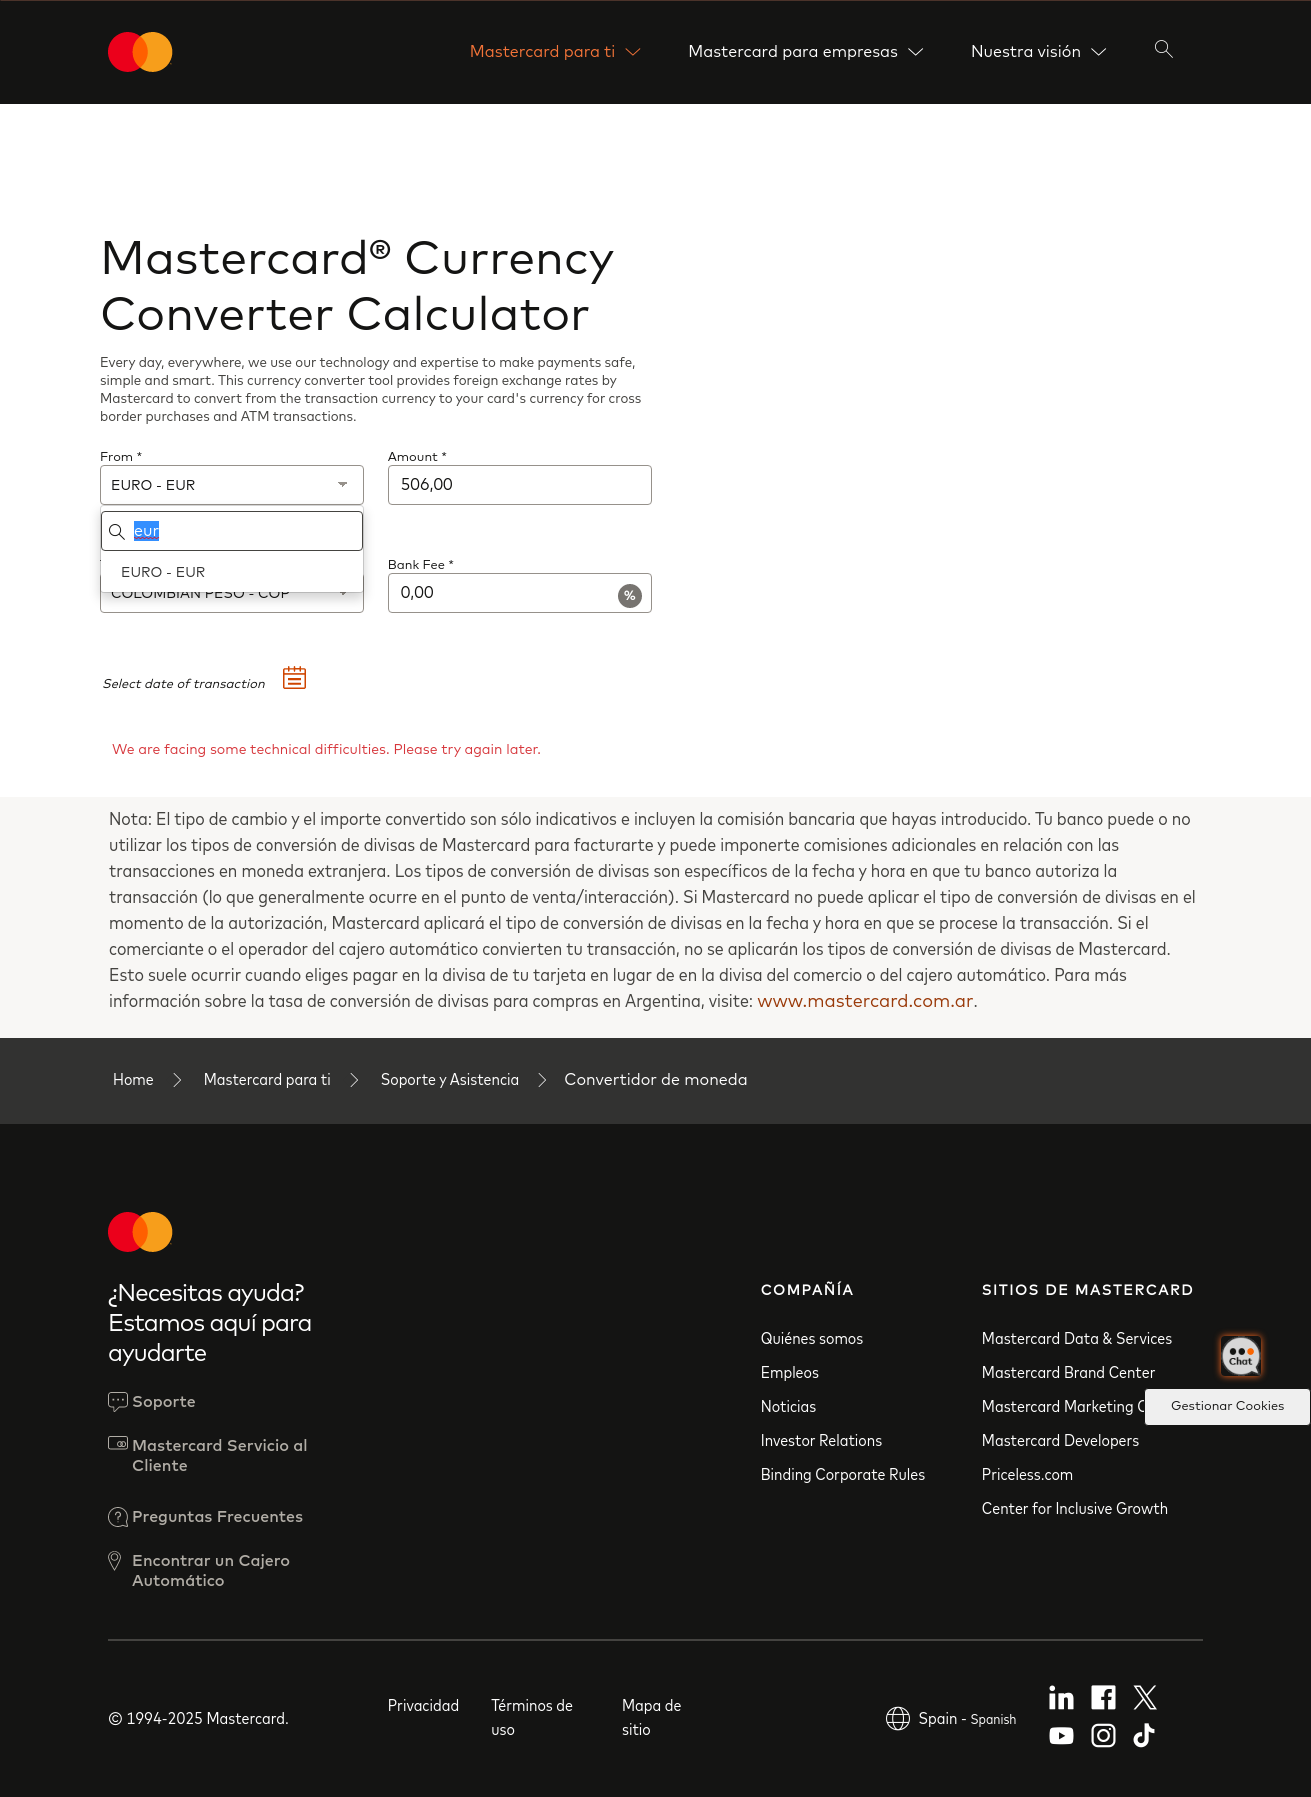 Mastercard para ti
Mastercard para empresas
Nuestra visión
Mastercard® Currency
Converter Calculator
Every day, everywhere, we use our technology and expertise to make payments safe,
simple and smart. This currency converter tool provides foreign exchange rates by
Mastercard to convert from the transaction currency to your card's currency for cross
border purchases and ATM transactions.
From *
Amount *
EURO - EUR
506,00
eur
EURO - EUR
Bank Fee *
COLOMBIAN PESO - COP
0,00
%
Select date of transaction
We are facing some technical difficulties. Please try again later.
Nota: El tipo de cambio y el importe convertido son sólo indicativos e incluyen la comisión bancaria que hayas introducido. Tu banco puede o no
utilizar los tipos de conversión de divisas de Mastercard para facturarte y puede imponerte comisiones adicionales en relación con las
transacciones en moneda extranjera. Los tipos de conversión de divisas son específicos de la fecha y hora en que tu banco autoriza la
transacción (lo que generalmente ocurre en el punto de venta/interacción). Si Mastercard no puede aplicar el tipo de conversión de divisas en el
momento de la autorización, Mastercard aplicará el tipo de conversión de divisas en la fecha y hora en que se procese la transacción. Si el
comerciante o el operador del cajero automático convierten tu transacción, no se aplicarán los tipos de conversión de divisas de Mastercard.
Esto suele ocurrir cuando eliges pagar en la divisa de tu tarjeta en lugar de en la divisa del comercio o del cajero automático. Para más
información sobre la tasa de conversión de divisas para compras en Argentina, visite: www.mastercard.com.ar.
Home
Mastercard para ti
Soporte y Asistencia
Convertidor de moneda
¿Necesitas ayuda?
Estamos aquí para
ayudarte
Soporte
Mastercard Servicio al
Cliente
Preguntas Frecuentes
Encontrar un Cajero
Automático
COMPAÑÍA
Quiénes somos
Empleos
Noticias
Investor Relations
Binding Corporate Rules
SITIOS DE MASTERCARD
Mastercard Data & Services
Mastercard Brand Center
Mastercard Marketing
Mastercard Developers
Priceless.com
Center for Inclusive Growth
Chat
Gestionar Cookies
© 1994-2025 Mastercard.
Privacidad
Términos de
uso
Mapa de
sitio
Spain - Spanish